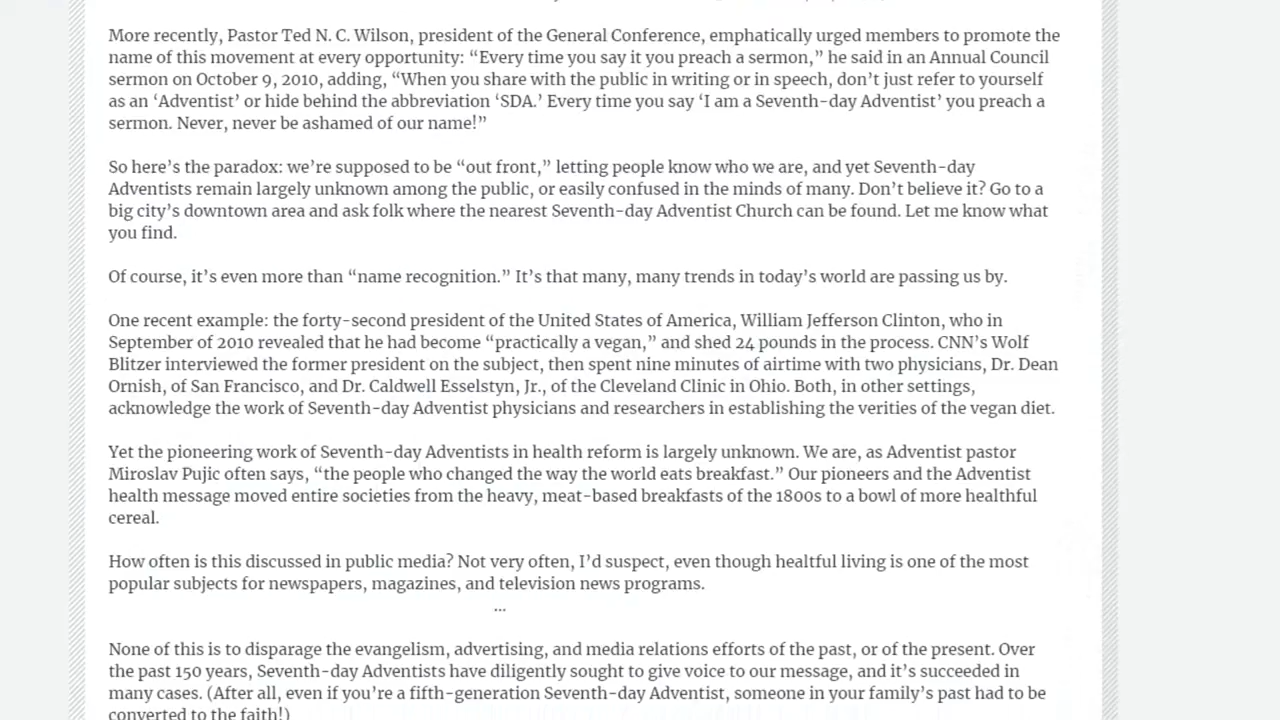 More recently, Pastor Ted N. C. Wilson, president of the General Conference, emphatically urged members to promote the
name of this movement at every opportunity: “Every time you say it you preach a sermon,” he said in an Annual Council
sermon on October 9, 2010, adding, “When you share with the public in writing or in speech, don’t just refer to yourself
as an ‘Adventist’ or hide behind the abbreviation ‘SDA.’ Every time you say ‘I am a Seventh-day Adventist’ you preach a
sermon. Never, never be ashamed of our name!”
So here’s the paradox: we’re supposed to be “out front,” letting people know who we are, and yet Seventh-day
Adventists remain largely unknown among the public, or easily confused in the minds of many. Don’t believe it? Go to a
big city’s downtown area and ask folk where the nearest Seventh-day Adventist Church can be found. Let me know what
you find.
Of course, it’s even more than “name recognition.” It’s that many, many trends in today’s world are passing us by.
One recent example: the forty-second president of the United States of America, William Jefferson Clinton, who in
September of 2010 revealed that he had become “practically a vegan,” and shed 24 pounds in the process. CNN’s Wolf
Blitzer interviewed the former president on the subject, then spent nine minutes of airtime with two physicians, Dr. Dean
Ornish, of San Francisco, and Dr. Caldwell Esselstyn, Jr., of the Cleveland Clinic in Ohio. Both, in other settings,
acknowledge the work of Seventh-day Adventist physicians and researchers in establishing the verities of the vegan diet.
Yet the pioneering work of Seventh-day Adventists in health reform is largely unknown. We are, as Adventist pastor
Miroslav Pujic often says, “the people who changed the way the world eats breakfast.” Our pioneers and the Adventist
health message moved entire societies from the heavy, meat-based breakfasts of the 1800s to a bowl of more healthful
cereal.
How often is this discussed in public media? Not very often, I’d suspect, even though healtful living is one of the most
popular subjects for newspapers, magazines, and television news programs.
...
None of this is to disparage the evangelism, advertising, and media relations efforts of the past, or of the present. Over
the past 150 years, Seventh-day Adventists have diligently sought to give voice to our message, and it’s succeeded in
many cases. (After all, even if you’re a fifth-generation Seventh-day Adventist, someone in your family’s past had to be
converted to the faith!)